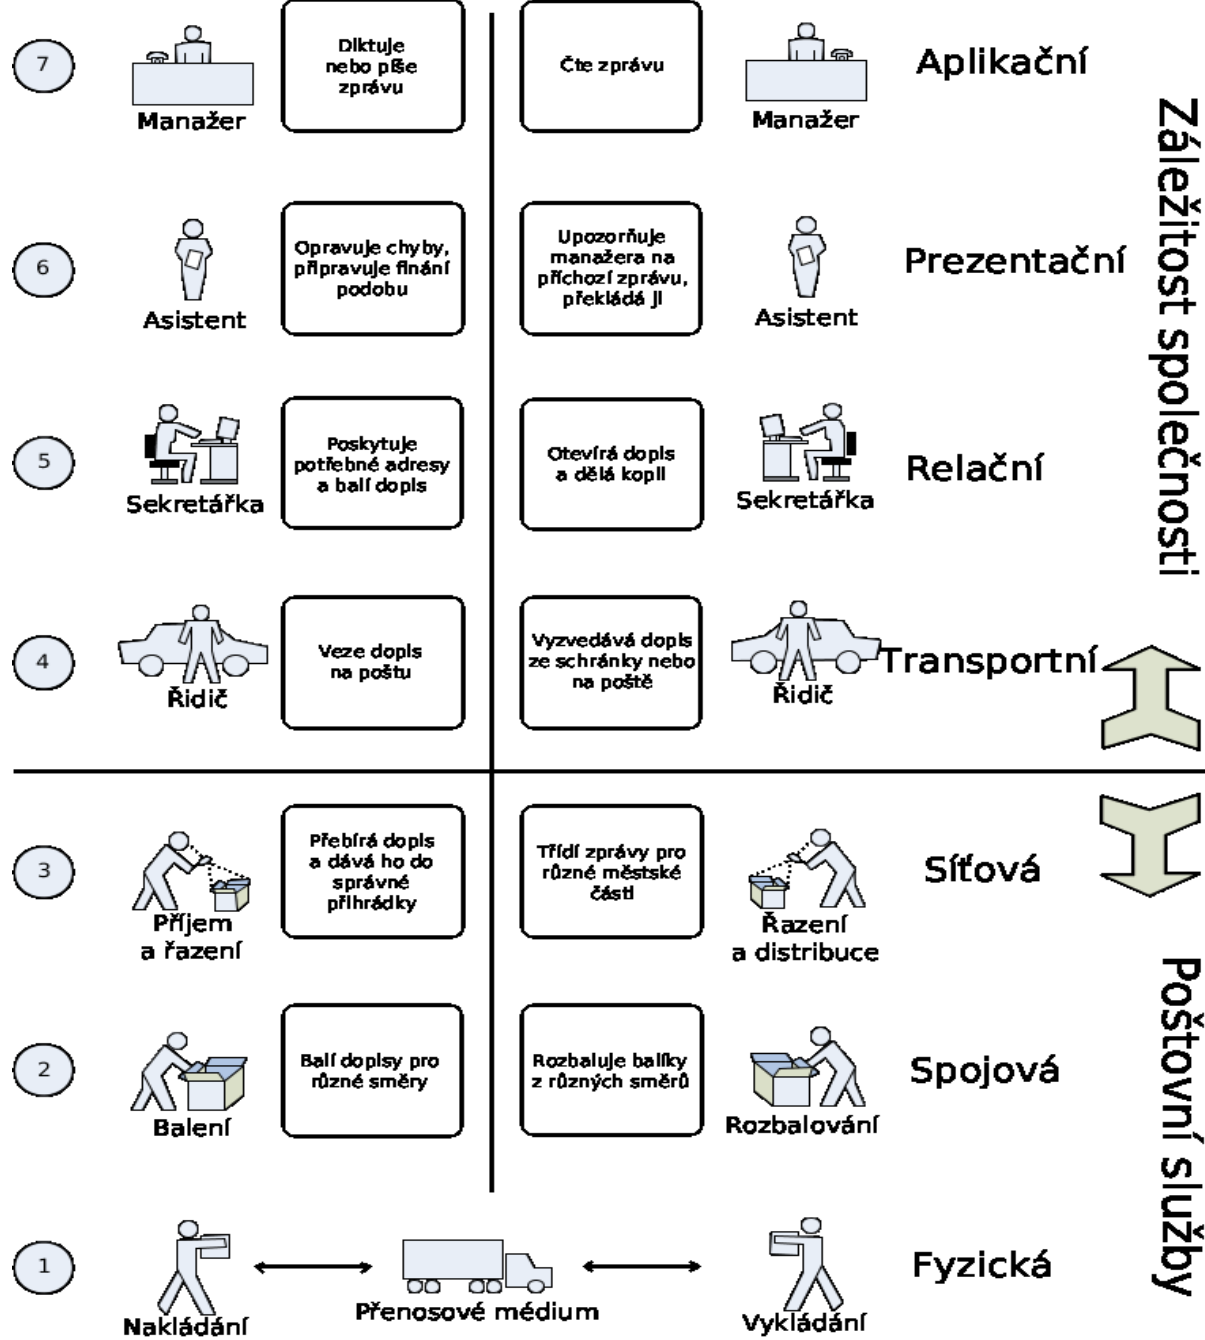 7
Manažer
Diktuje
nebo píše
zprávu
Čte zprávu
Manažer
Aplikační
6
Asistent
Opravuje chyby,
připravuje finání
podobu
Upozorňuje
manažera na
příchozí zprávu,
překládá ji
Asistent
Prezentační
5
Sekretářka
Poskytuje
potřebné adresy
a balí dopis
Otevírá dopis
a dělá kopii
Sekretářka
Relační
4
Řidič
Veze dopis
na poštu
Vyzvedává dopis
ze schránky nebo
na poště
Řidič
Transportní
Záležitost společnosti
3
Příjem
a řazení
Přebírá dopis
a dává ho do
správné
přihrádky
Třídí zprávy pro
různé městské
části
Řazení
a distribuce
Síťová
2
Balení
Balí dopisy pro
různé směry
Rozbaluje balíky
z různých směrů
Rozbalování
Spojová
1
Nakládání
Přenosové médium
Vykládání
Fyzická
Poštovní služby